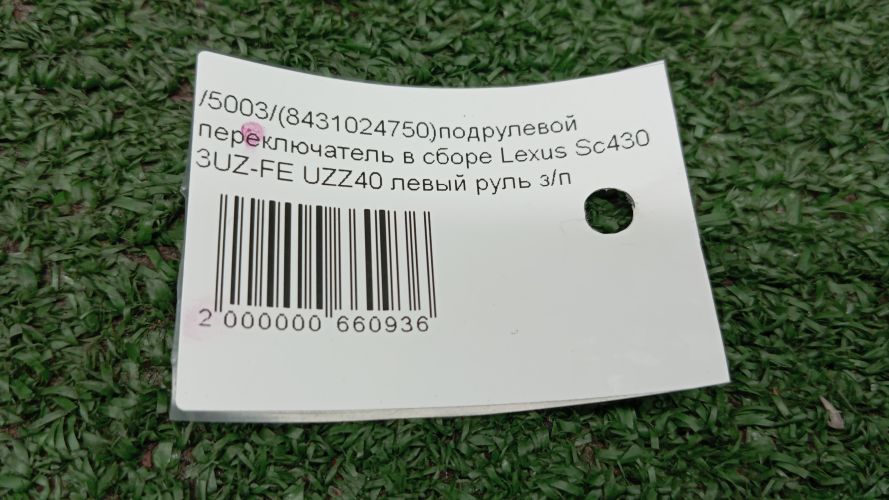 /5003/(8431024750)подрулевой
переключатель в сборе Lexus Sc430
3UZ-FE UZZ40 левый руль з/п
2 000000 660936